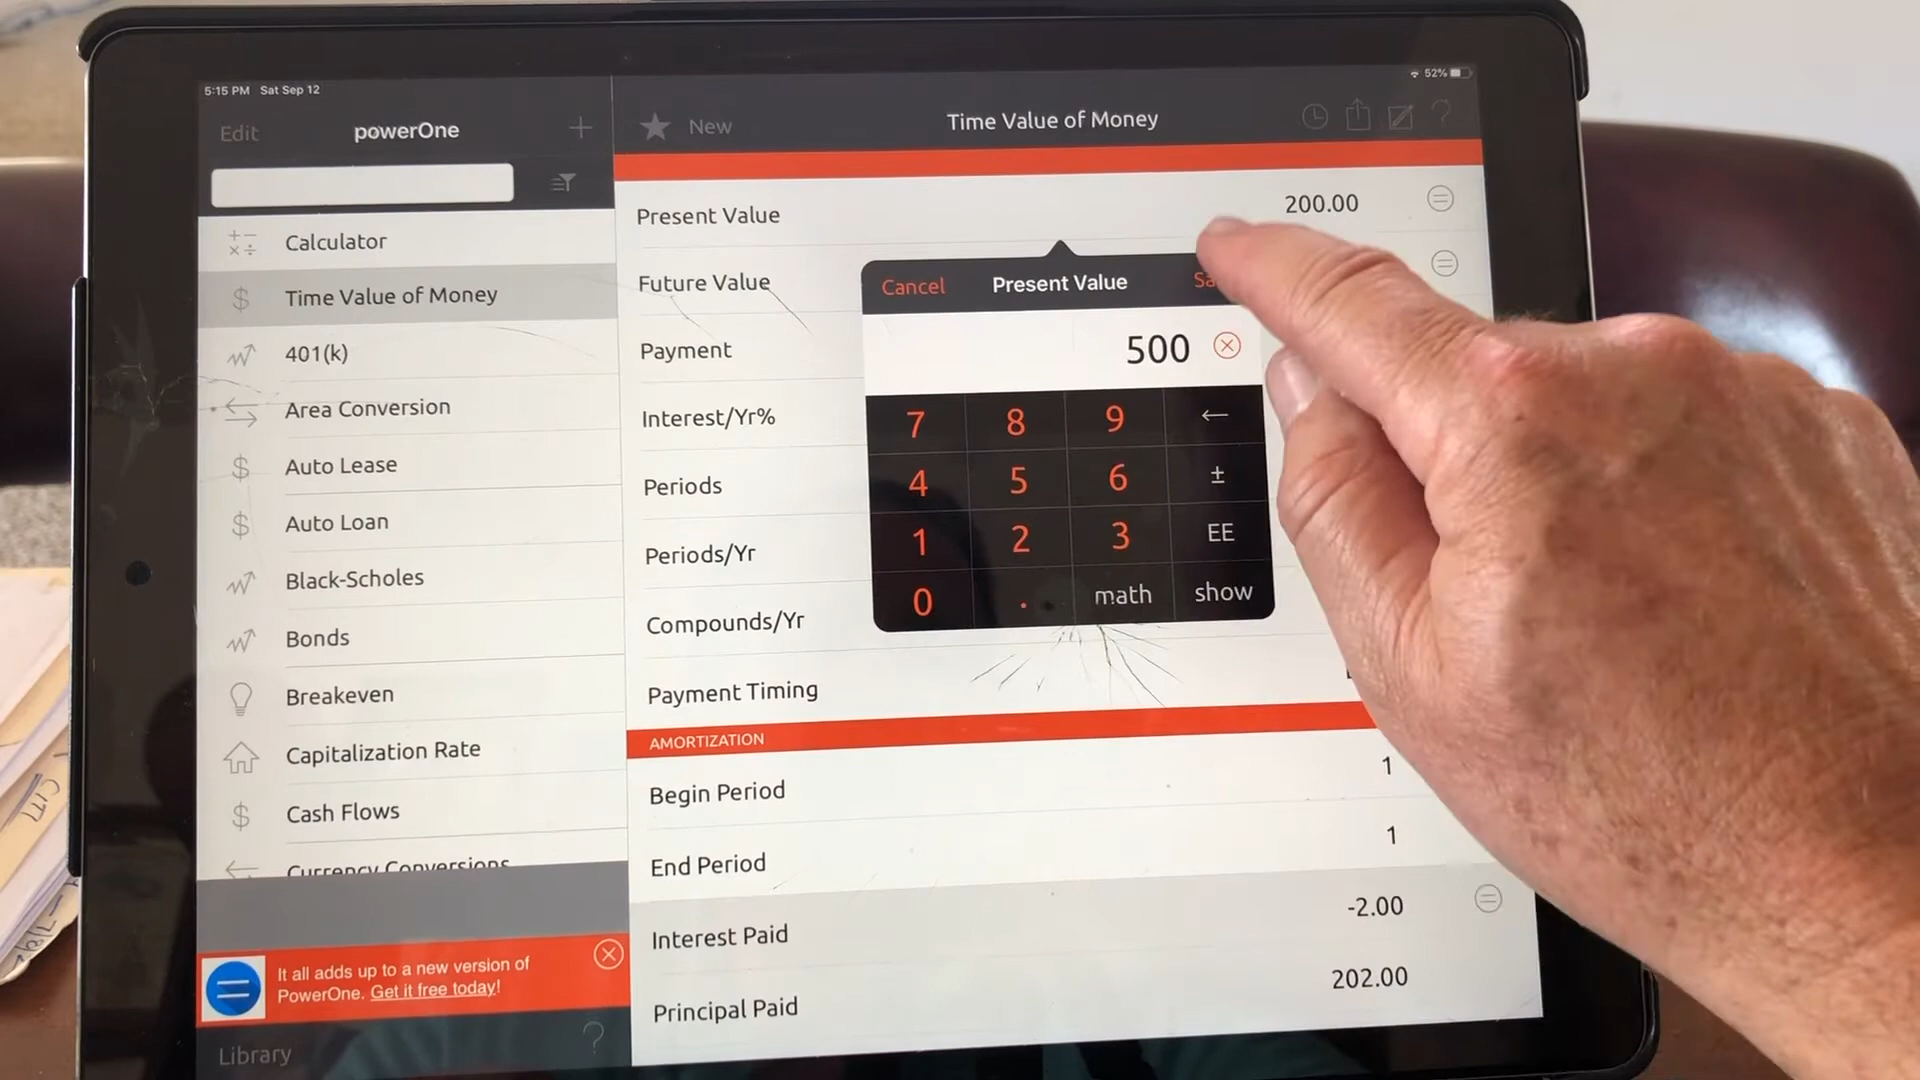 5:15 PM Sat Sep 12
52%
Edit powerOne +
New
Time Value of Money
?
Calculator
Time Value of Money
401(k)
Area Conversion
Auto Lease
Auto Loan
Black-Scholes
Bonds
Breakeven
Capitalization Rate
Cash Flows
Currency Conversions
It all adds up to a new version of
PowerOne. Get it free today!
Library ?
Present Value 200.00
Future Value
Payment
Interest/Yr%
Periods
Periods/Yr
Compounds/Yr
Payment Timing
Cancel Present Value
500
7 8 9 ←
4 5 6 ±
1 2 3 EE
0 . math show
AMORTIZATION
Begin Period 1
End Period 1
Interest Paid -2.00
Principal Paid 202.00